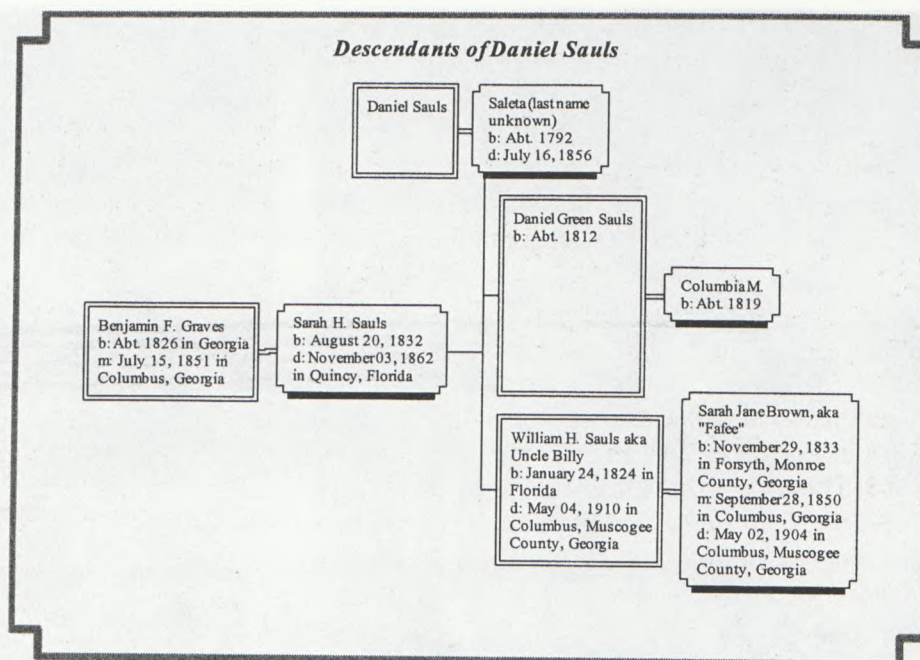 Descendants of Daniel Sauls
Daniel Sauls
Saleta (last name
unknown)
b: Abt. 1792
d: July 16, 1856
Daniel Green Sauls
b: Abt. 1812
Columbia M.
b: Abt. 1819
Benjamin F. Graves
b: Abt. 1826 in Georgia
m: July 15, 1851 in
Columbus, Georgia
Sarah H. Sauls
b: August 20, 1832
d: November 03, 1862
in Quincy, Florida
William H. Sauls aka
Uncle Billy
b: January 24, 1824 in
Florida
d: May 04, 1910 in
Columbus, Muscogee
County, Georgia
Sarah Jane Brown, aka
"Fafee"
b: November 29, 1833
in Forsyth, Monroe
County, Georgia
m: September 28, 1850
in Columbus, Georgia
d: May 02, 1904 in
Columbus, Muscogee
County, Georgia